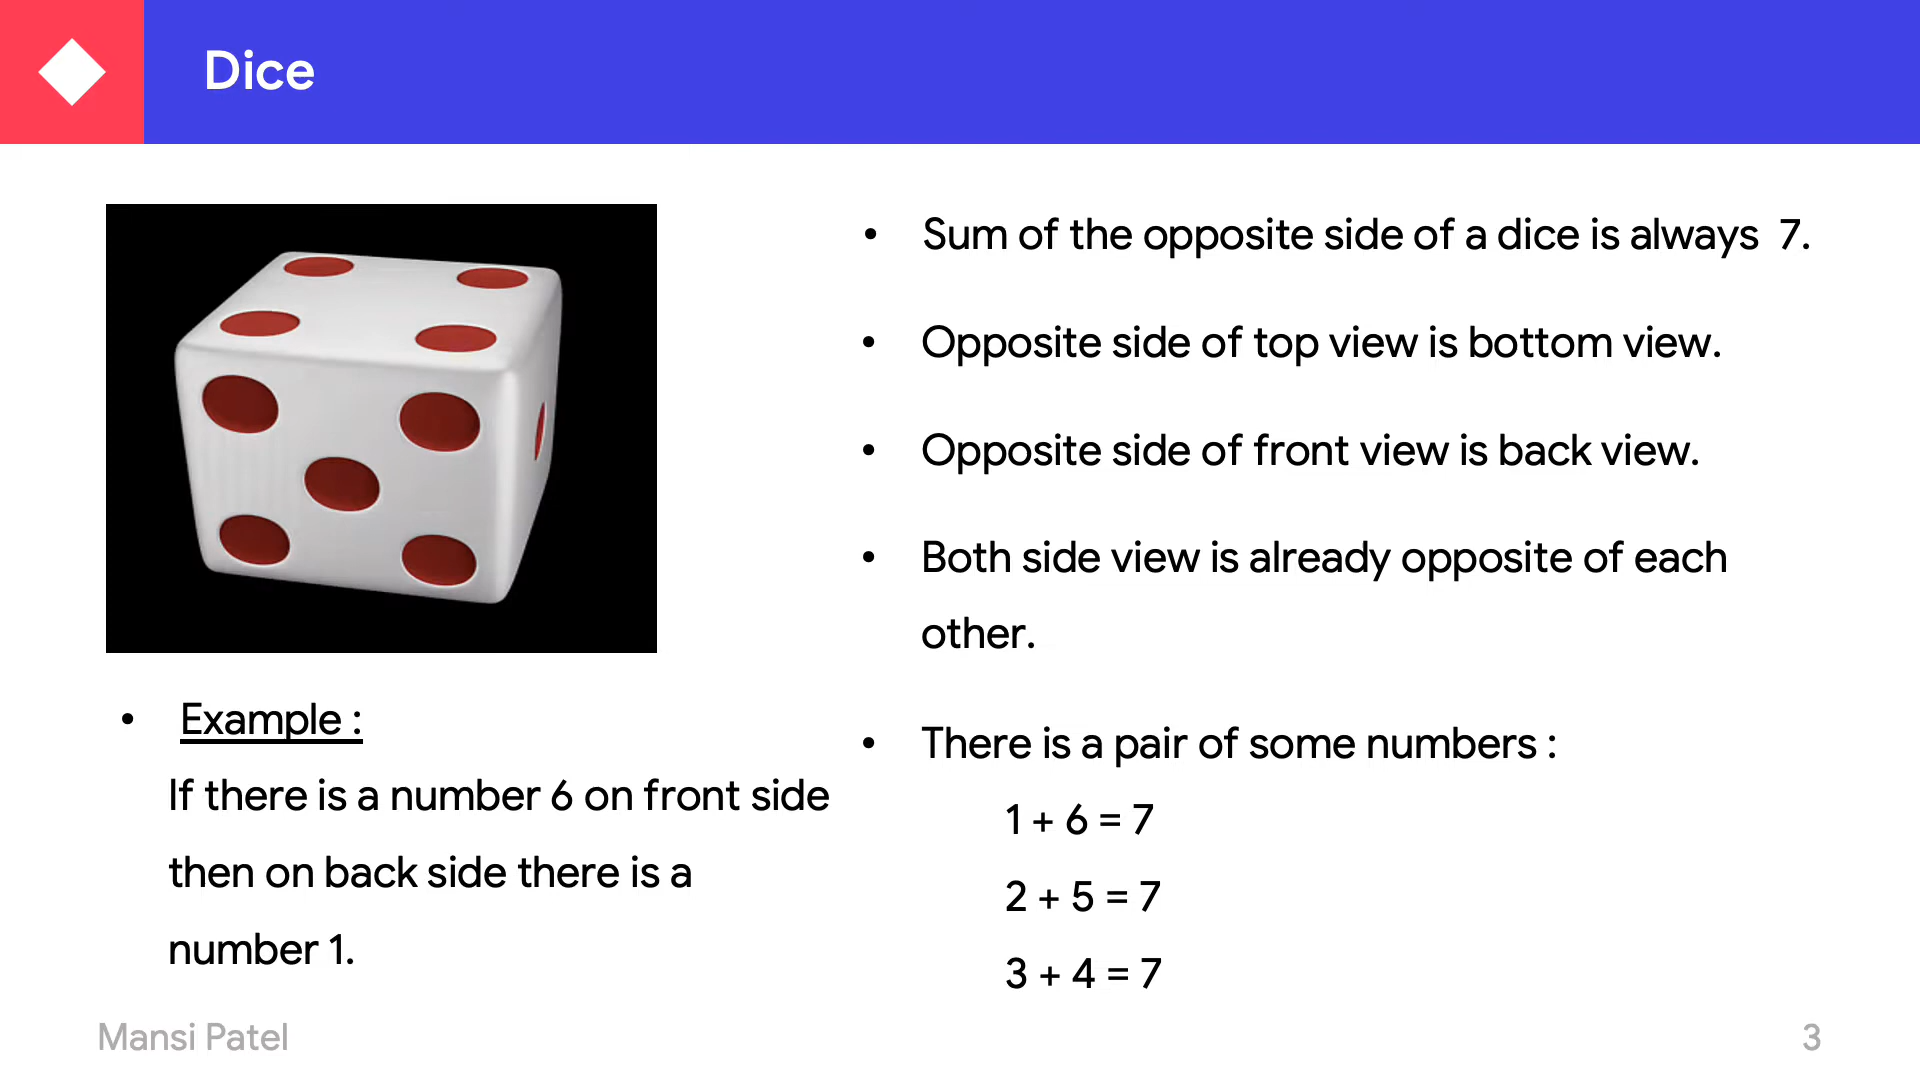 Dice
• Sum of the opposite side of a dice is always  7.
• Opposite side of top view is bottom view.
• Opposite side of front view is back view.
• Both side view is already opposite of each
other.
• There is a pair of some numbers :
1 + 6 = 7
2 + 5 = 7
3 + 4 = 7
• Example :
If there is a number 6 on front side
then on back side there is a
number 1.
Mansi Patel
3